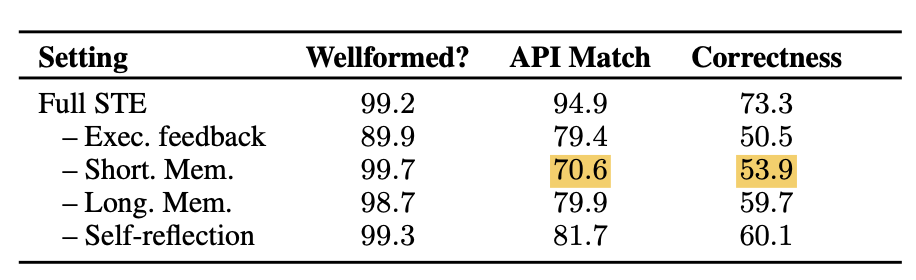 Setting Wellformed? API Match Correctness
Full STE 99.2 94.9 73.3
– Exec. feedback 89.9 79.4 50.5
– Short. Mem. 99.7 70.6 53.9
– Long. Mem. 98.7 79.9 59.7
– Self-reflection 99.3 81.7 60.1